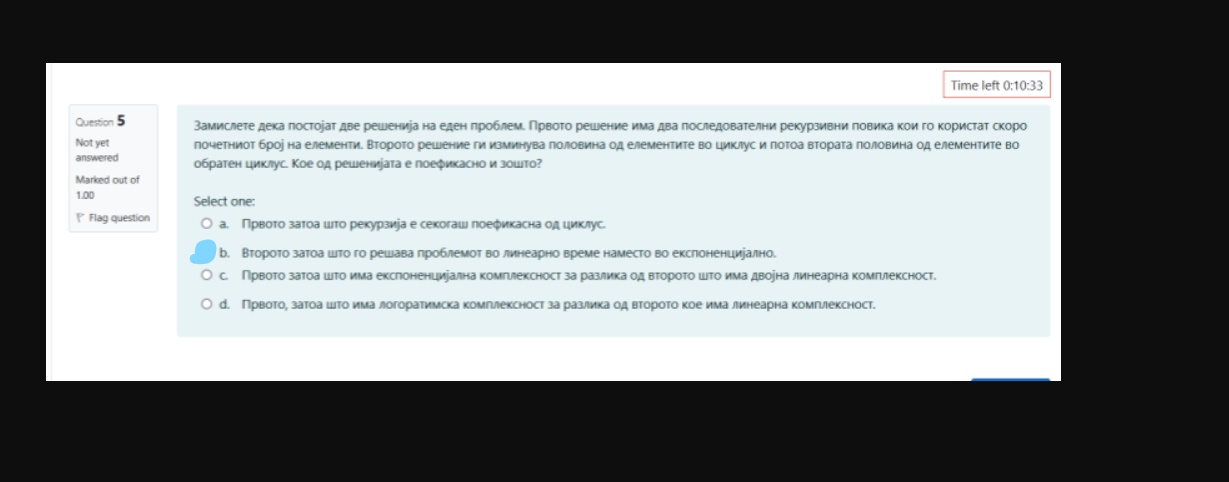 Time left 0:10:33
Question 5
Not yet
answered
Marked out of
1.00
Flag question
Замислете дека постојат две решенија на еден проблем. Првото решение има два последователни рекурзивни повика кои го користат скоро
почетниот број на елементи. Второто решение ги изминува половина од елементите во циклус и потоа втората половина од елементите во
обратен циклус. Кое од решенијата е поефикасно и зошто?
Select one:
a. Првото затоа што рекурзија е секогаш поефикасна од циклус.
b. Второто затоа што го решава проблемот во линеарно време наместо во експоненцијално.
c. Првото затоа што има експоненцијална комплексност за разлика од второто што има двојна линеарна комплексност.
d. Првото, затоа што има логоратимска комплексност за разлика од второто кое има линеарна комплексност.